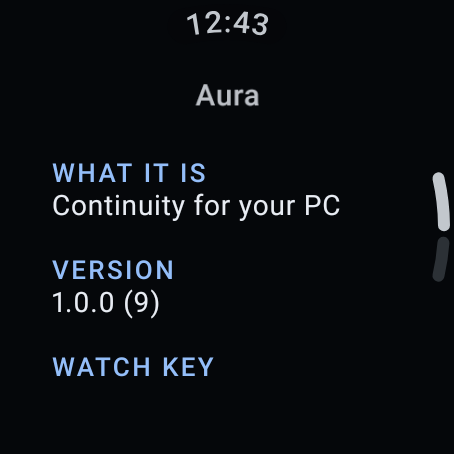 12:43
Aura
WHAT IT IS
Continuity for your PC
VERSION
1.0.0 (9)
WATCH KEY